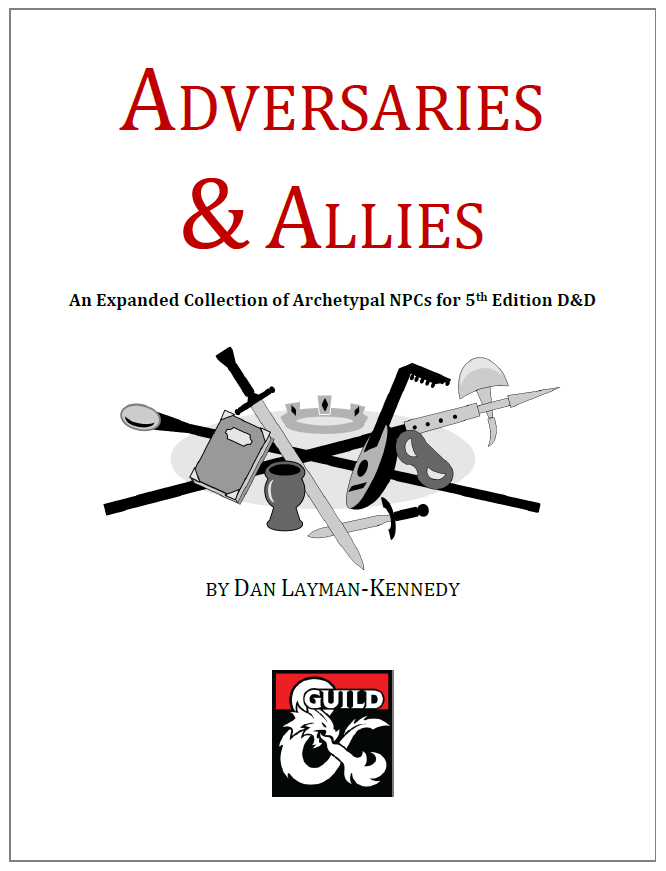 ADVERSARIES
& ALLIES
An Expanded Collection of Archetypal NPCs for 5th Edition D&D
BY DAN LAYMAN-KENNEDY
GUILD